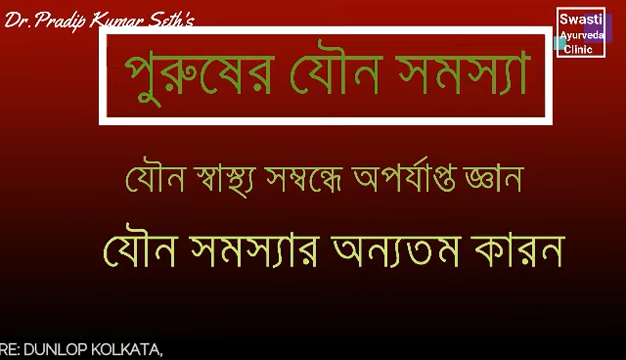 Dr.Pradip Kumar Seth's
Swasti
Ayurveda
Clinic
পুরুষের যৌন সমস্যা
যৌন স্বাস্থ্য সম্বন্ধে অপর্যাপ্ত জ্ঞান
যৌন সমস্যার অন্যতম কারন
RE: DUNLOP KOLKATA,